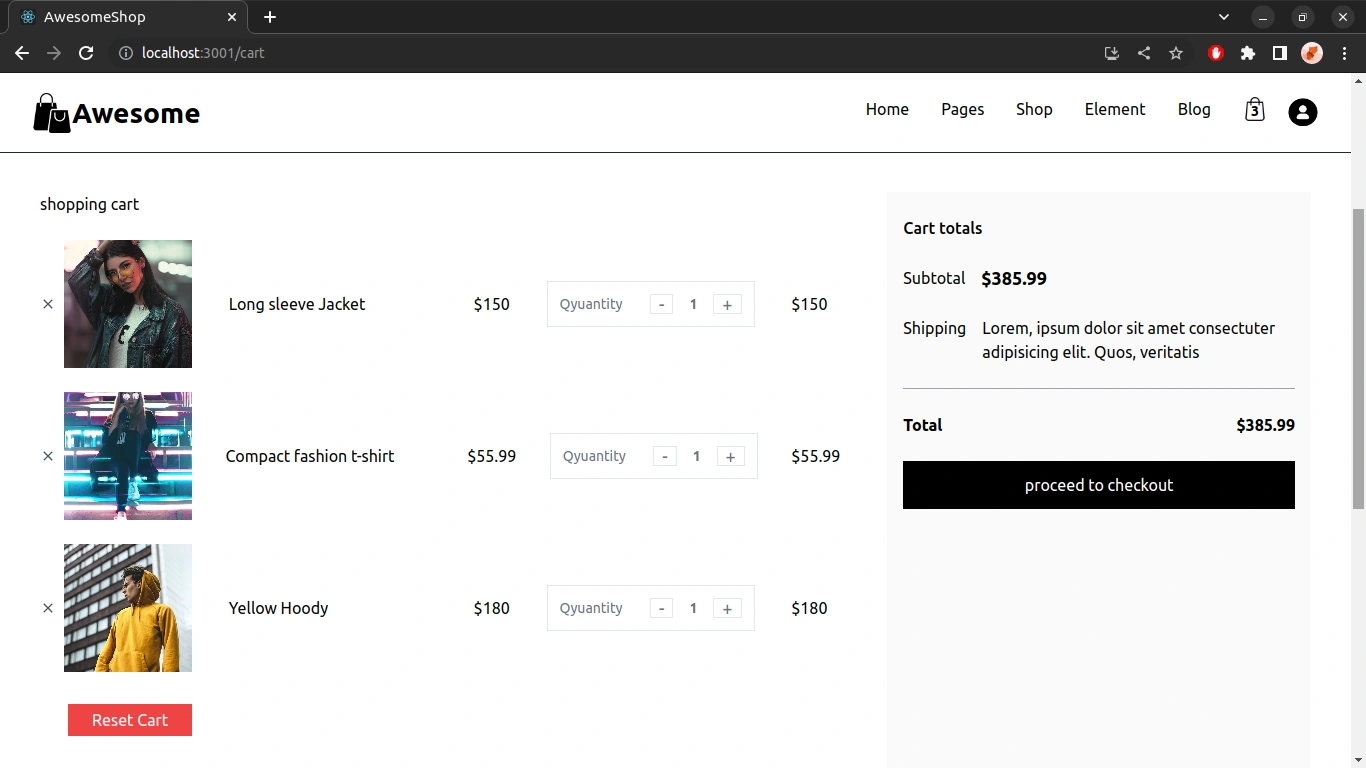 AwesomeShop
localhost:3001/cart
Awesome
Home Pages Shop Element Blog 3
shopping cart
Long sleeve Jacket $150 Qyuantity - 1 + $150
Compact fashion t-shirt $55.99 Qyuantity - 1 + $55.99
Yellow Hoody $180 Qyuantity - 1 + $180
Reset Cart
Cart totals
Subtotal $385.99
Shipping Lorem, ipsum dolor sit amet consectuter
adipisicing elit. Quos, veritatis
Total $385.99
proceed to checkout